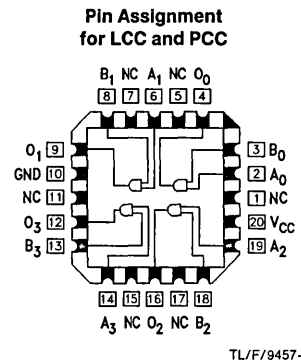 Pin Assignment
for LCC and PCC
B₁ NC A₁ NC O₀
8 7 6 5 4
O₁ 9
3 B₀
GND 10
2 A₀
NC 11
1 NC
O₃ 12
20 V_CC
B₃ 13
19 A₂
14 15 16 17 18
A₃ NC O₂ NC B₂
TL/F/9457-